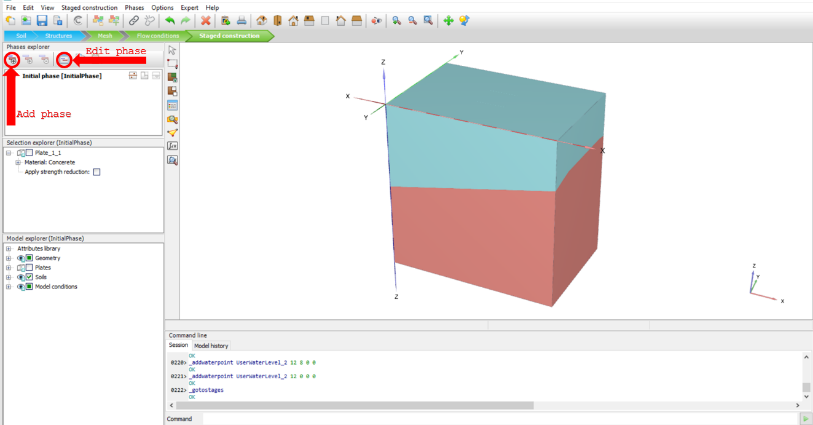 File Edit View Staged construction Phases Options Expert Help
Soil Structures Mesh Flow conditions Staged construction
Phases explorer
Edit phase
Initial phase [InitialPhase]
Add phase
Selection explorer (InitialPhase)
Plate_1_1
Material: Concerete
Apply strength reduction:
Model explorer (InitialPhase)
Attributes library
Geometry
Plates
Soils
Model conditions
Z
Y
X
Y
X
Z
Z
Y
X
Command line
Session Model history
OK
0220> _addwaterpoint UserWaterLevel_2 12 8 0 0
OK
0221> _addwaterpoint UserWaterLevel_2 12 0 0 0
OK
0222> _gotostages
OK
Command